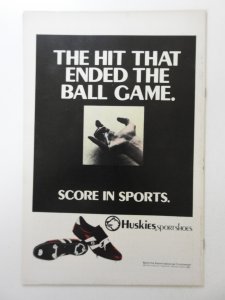 THE HIT THAT
ENDED THE
BALL GAME.
SCORE IN SPORTS.
Huskies SPORTSHOES